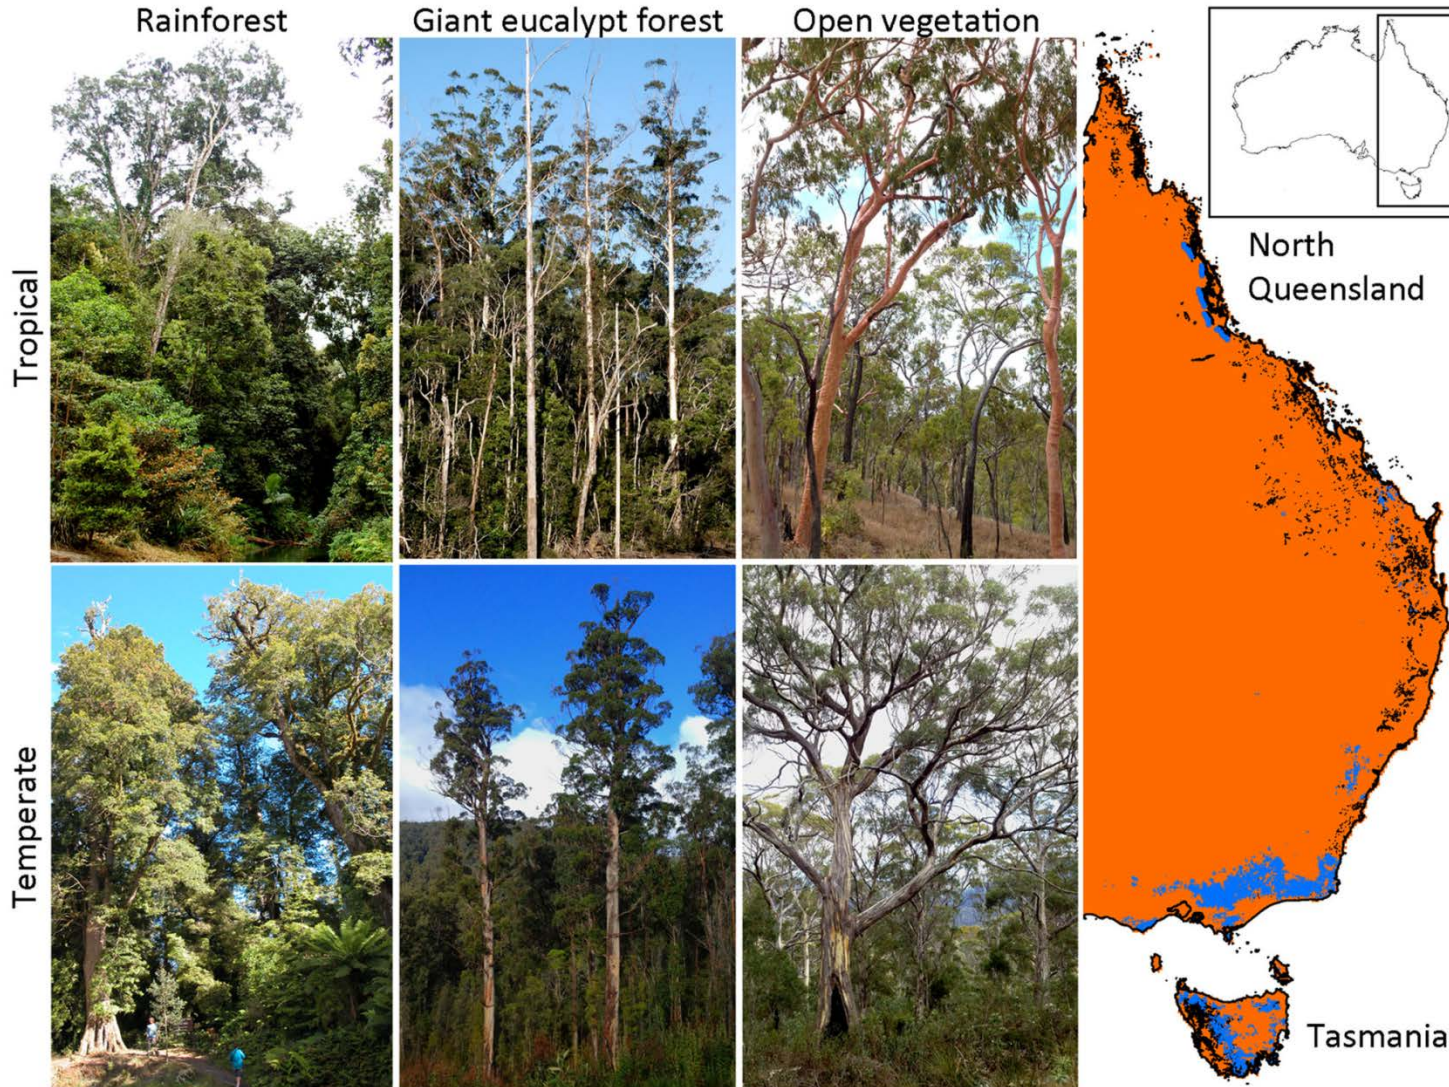 Rainforest
Giant eucalypt forest
Open vegetation
Tropical
Temperate
North
Queensland
Tasmania